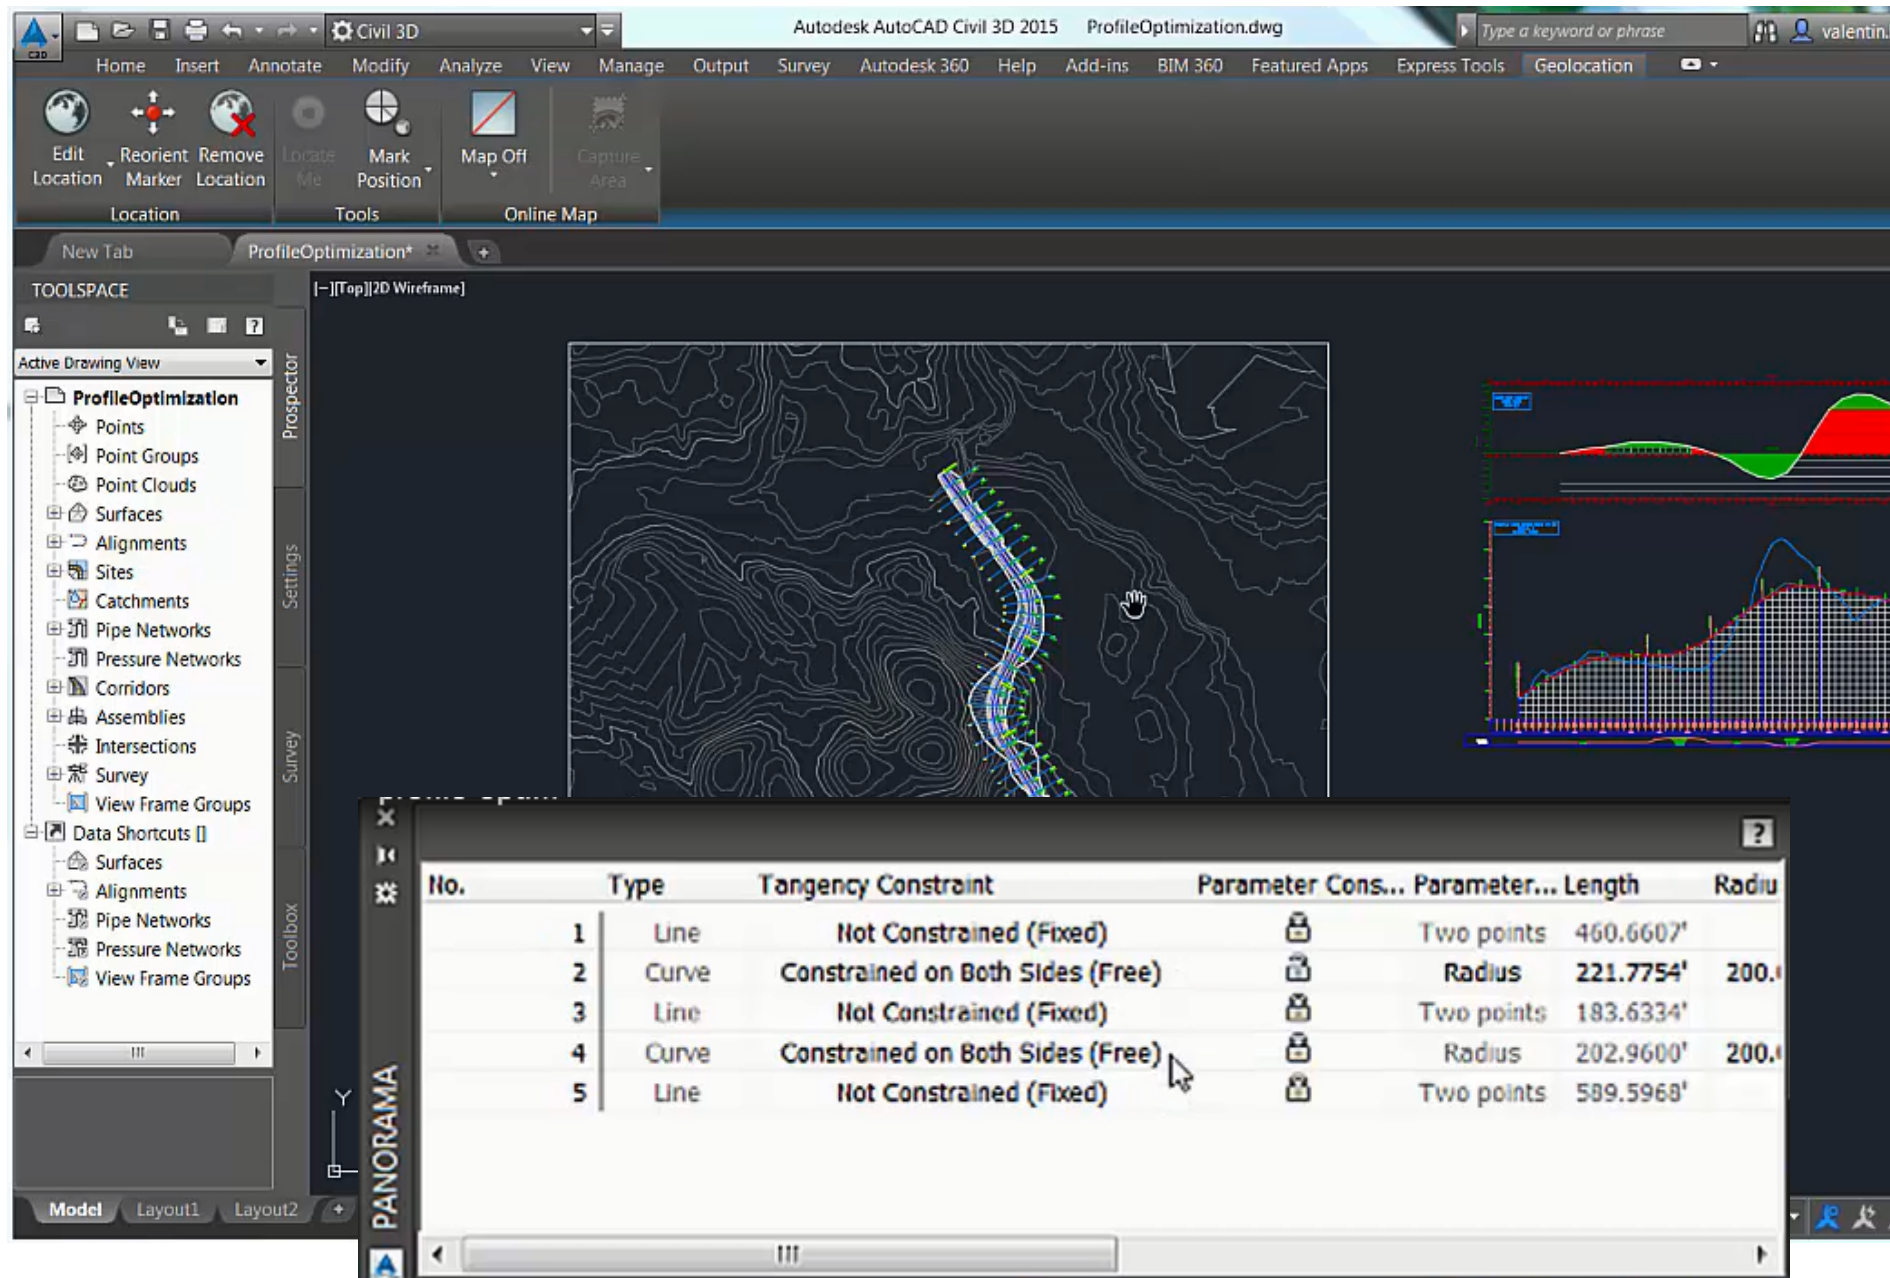 Civil 3D
Autodesk AutoCAD Civil 3D 2015 ProfileOptimization.dwg
Type a keyword or phrase
valentin.
C3D
Home Insert Annotate Modify Analyze View Manage Output Survey Autodesk 360 Help Add-ins BIM 360 Featured Apps Express Tools Geolocation
Edit Location
Reorient Marker
Remove Location
Locate Me
Mark Position
Map Off
Capture Area
Location Tools Online Map
New Tab ProfileOptimization*
TOOLSPACE
[−][Top][2D Wireframe]
Active Drawing View
ProfileOptimization
Points
Point Groups
Point Clouds
Surfaces
Alignments
Sites
Catchments
Pipe Networks
Pressure Networks
Corridors
Assemblies
Intersections
Survey
View Frame Groups
Data Shortcuts []
Surfaces
Alignments
Pipe Networks
Pressure Networks
View Frame Groups
Prospector
Settings
Survey
Toolbox
Y
Model Layout1 Layout2
PANORAMA
No. Type Tangency Constraint Parameter Cons... Parameter... Length Radiu
1 Line Not Constrained (Fixed) Two points 460.6607'
2 Curve Constrained on Both Sides (Free) Radius 221.7754' 200.
3 Line Not Constrained (Fixed) Two points 183.6334'
4 Curve Constrained on Both Sides (Free) Radius 202.9600' 200.
5 Line Not Constrained (Fixed) Two points 589.5968'